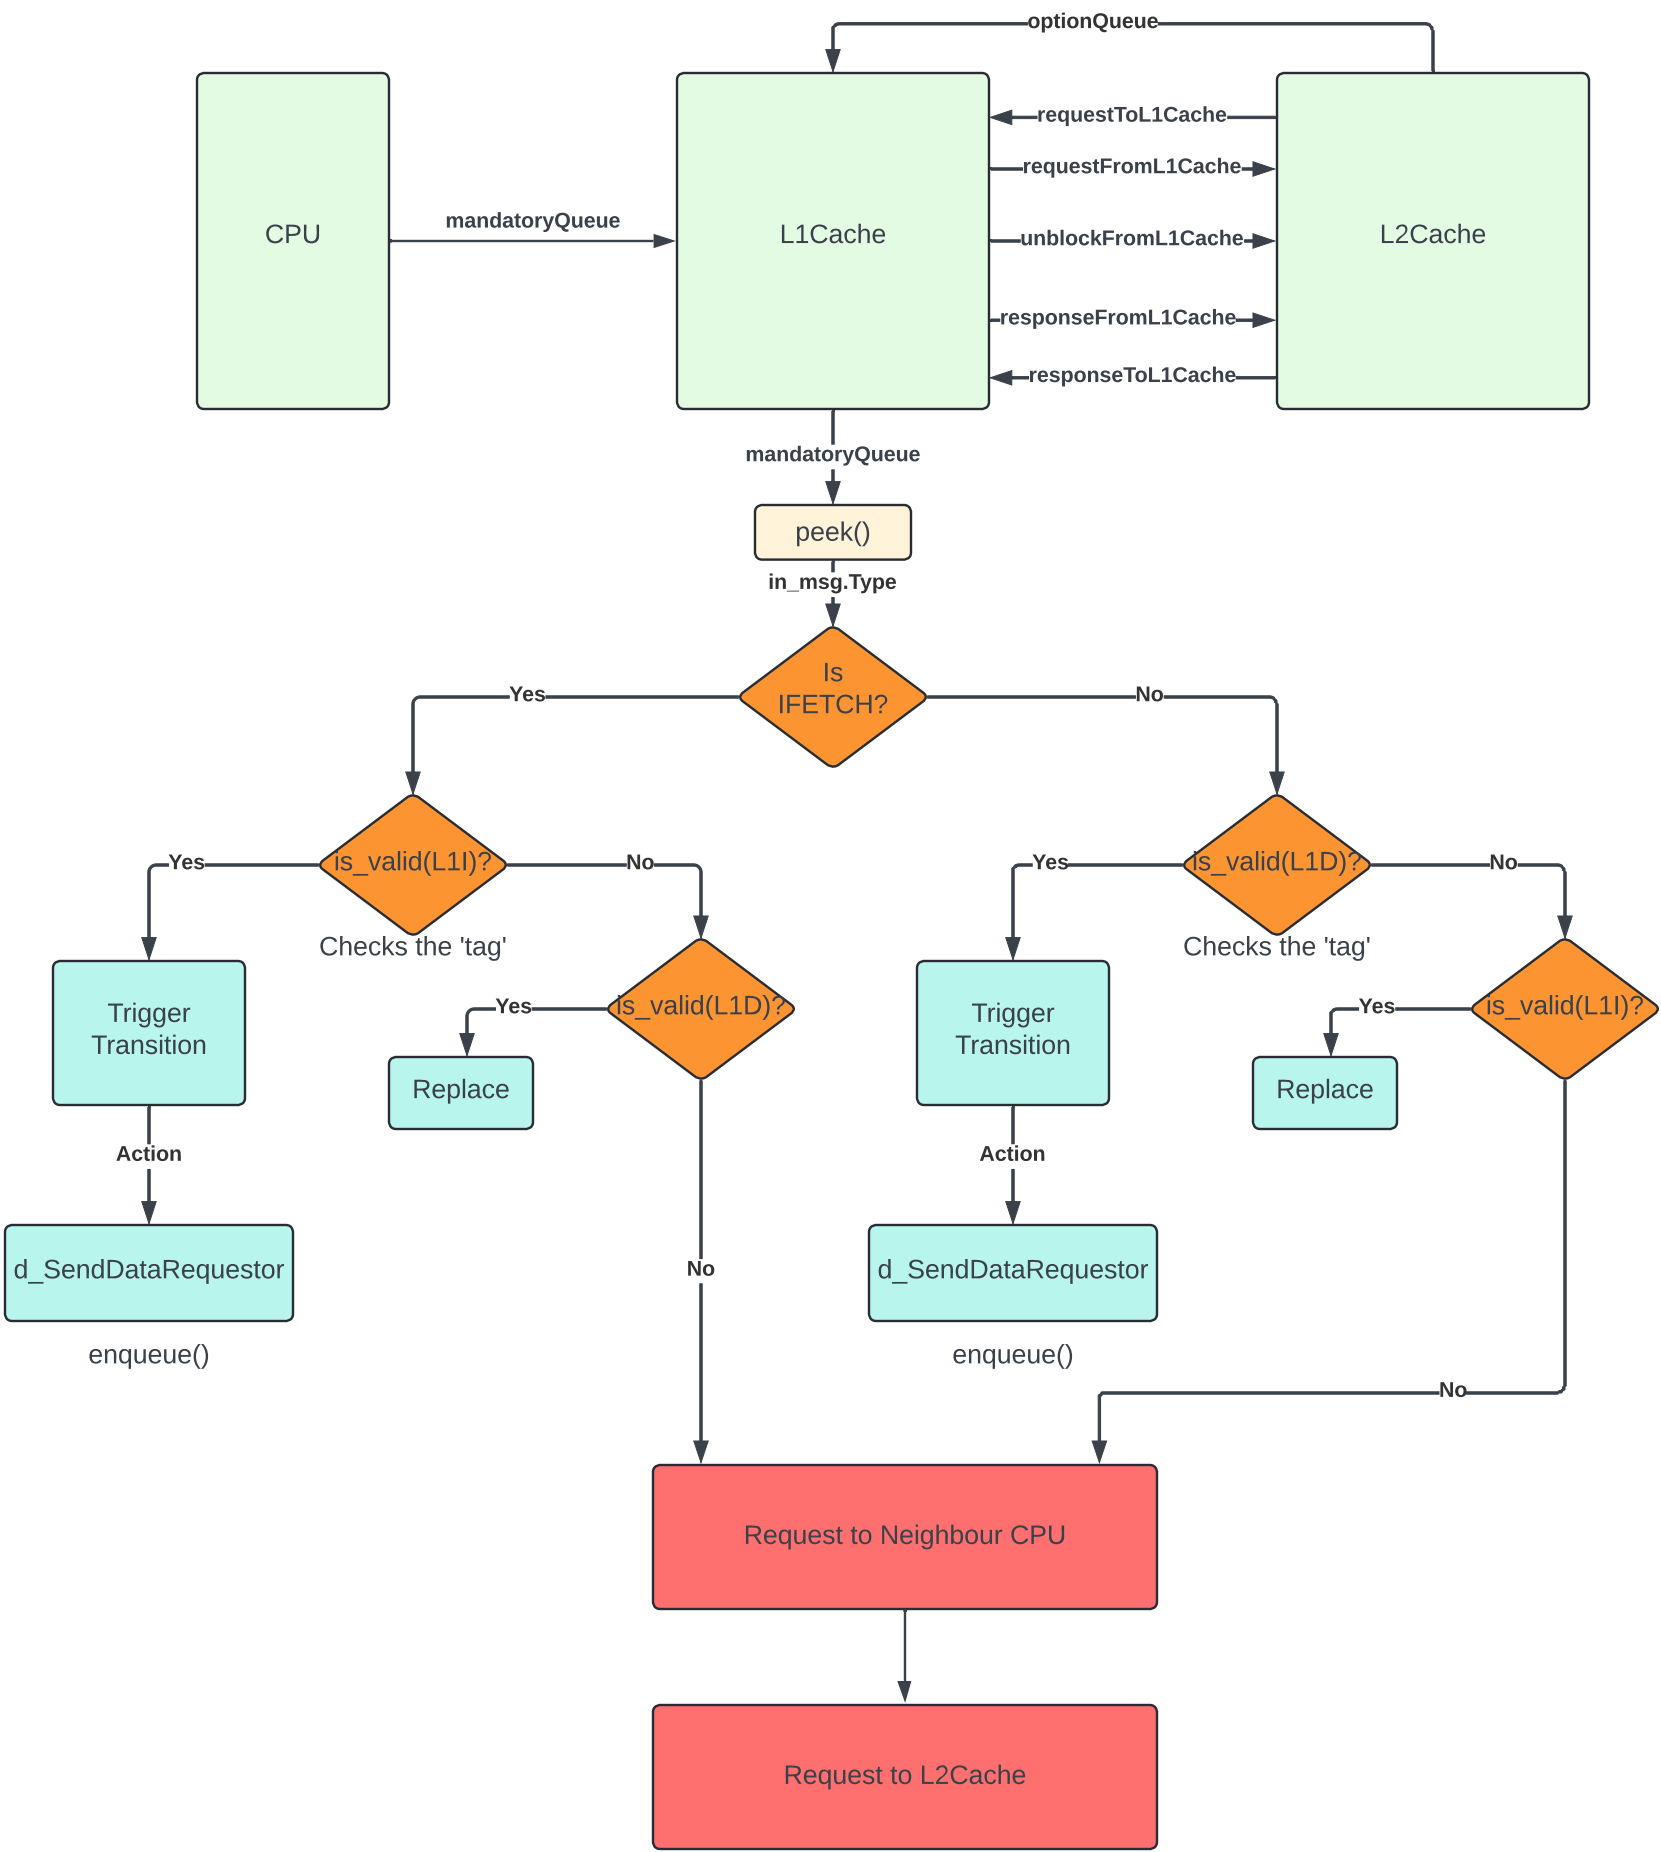 optionQueue
requestToL1Cache
requestFromL1Cache
mandatoryQueue
CPU
L1Cache
unblockFromL1Cache
L2Cache
responseFromL1Cache
responseToL1Cache
mandatoryQueue
peek()
in_msg.Type
Is
IFETCH?
Yes
No
Yes
is_valid(L1I)?
No
Yes
is_valid(L1D)?
No
Checks the 'tag'
Checks the 'tag'
Trigger
Transition
Yes
is_valid(L1D)?
Trigger
Transition
Yes
is_valid(L1I)?
Replace
Replace
Action
Action
d_SendDataRequestor
No
d_SendDataRequestor
enqueue()
enqueue()
No
Request to Neighbour CPU
Request to L2Cache